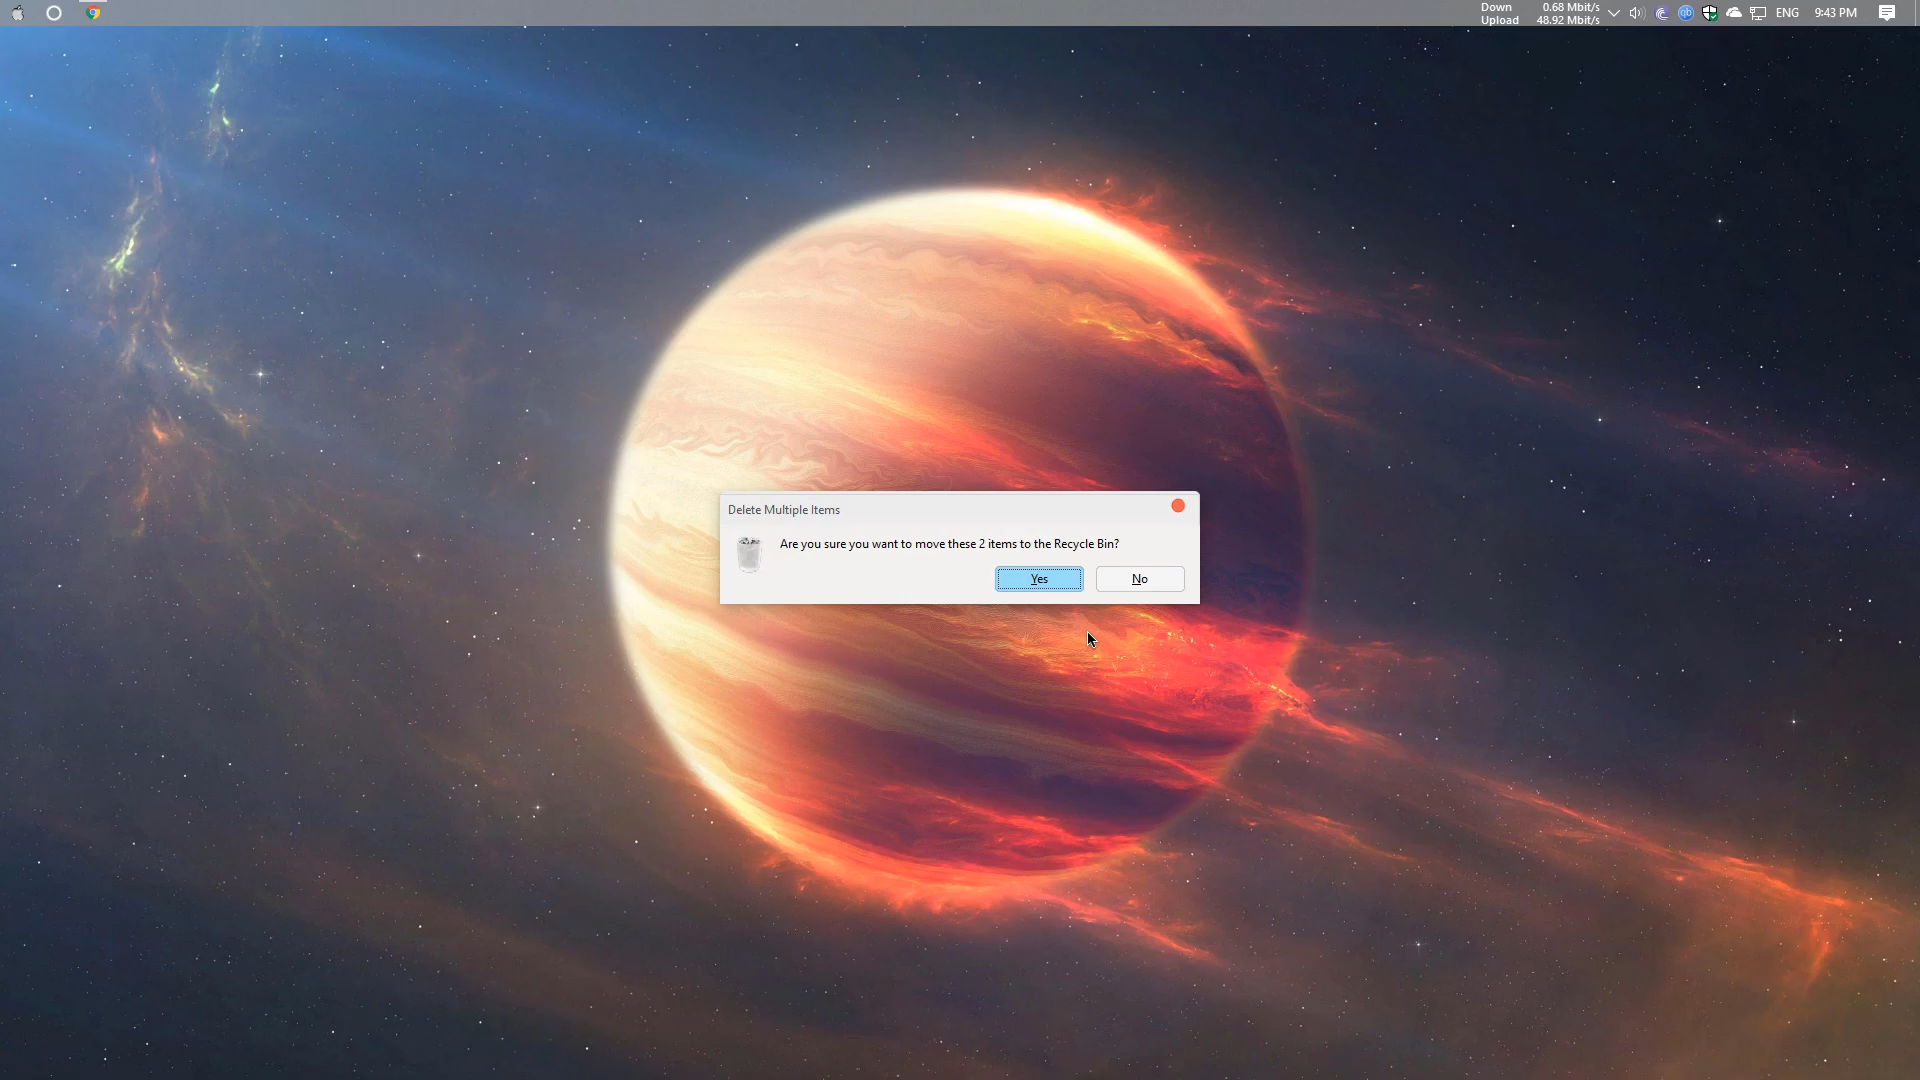 Down 0.68 Mbit/s
Upload 48.92 Mbit/s
qb
ENG
9:43 PM
Delete Multiple Items
Are you sure you want to move these 2 items to the Recycle Bin?
Yes
No